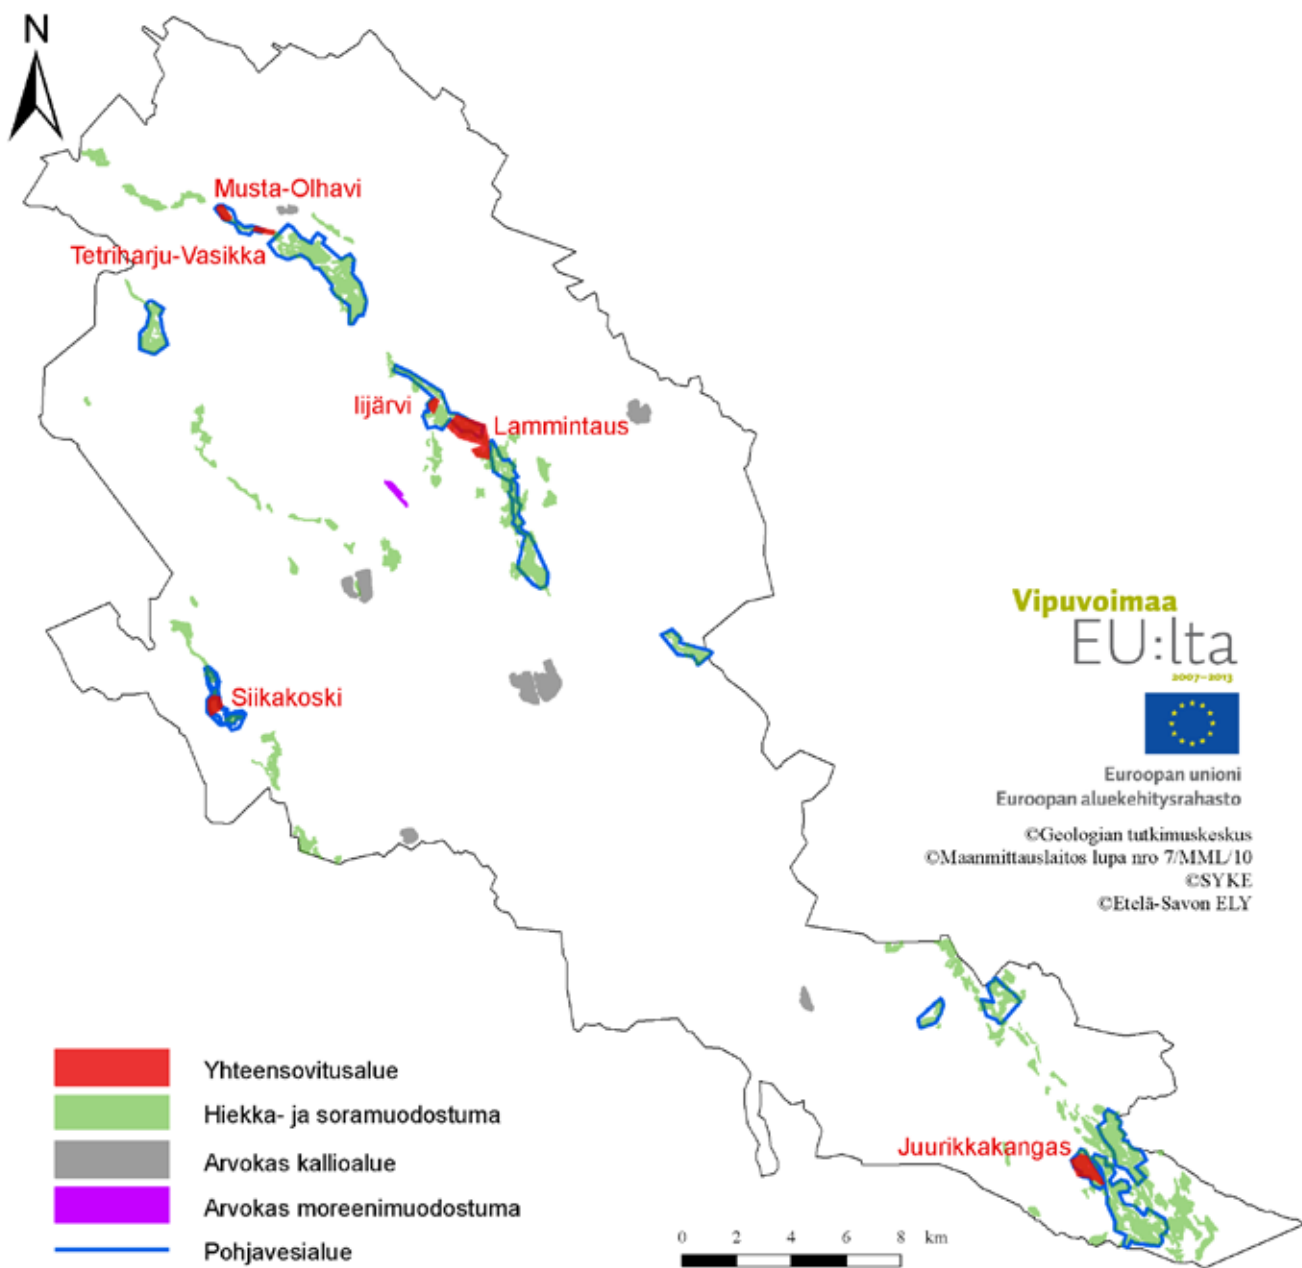 N
Musta-Olhavi
Tetriharju-Vasikka
Iijärvi
Lammintaus
Siikakoski
Vipuvoimaa
EU:lta
2007–2013
Euroopan unioni
Euroopan aluekehitysrahasto
©Geologian tutkimuskeskus
©Maanmittauslaitos lupa nro 7/MML/10
©SYKE
©Etelä-Savon ELY
Juurikkakangas
Yhteensovitusalue
Hiekka- ja soramuodostuma
Arvokas kallioalue
Arvokas moreenimuodostuma
Pohjavesialue
0 2 4 6 8 km